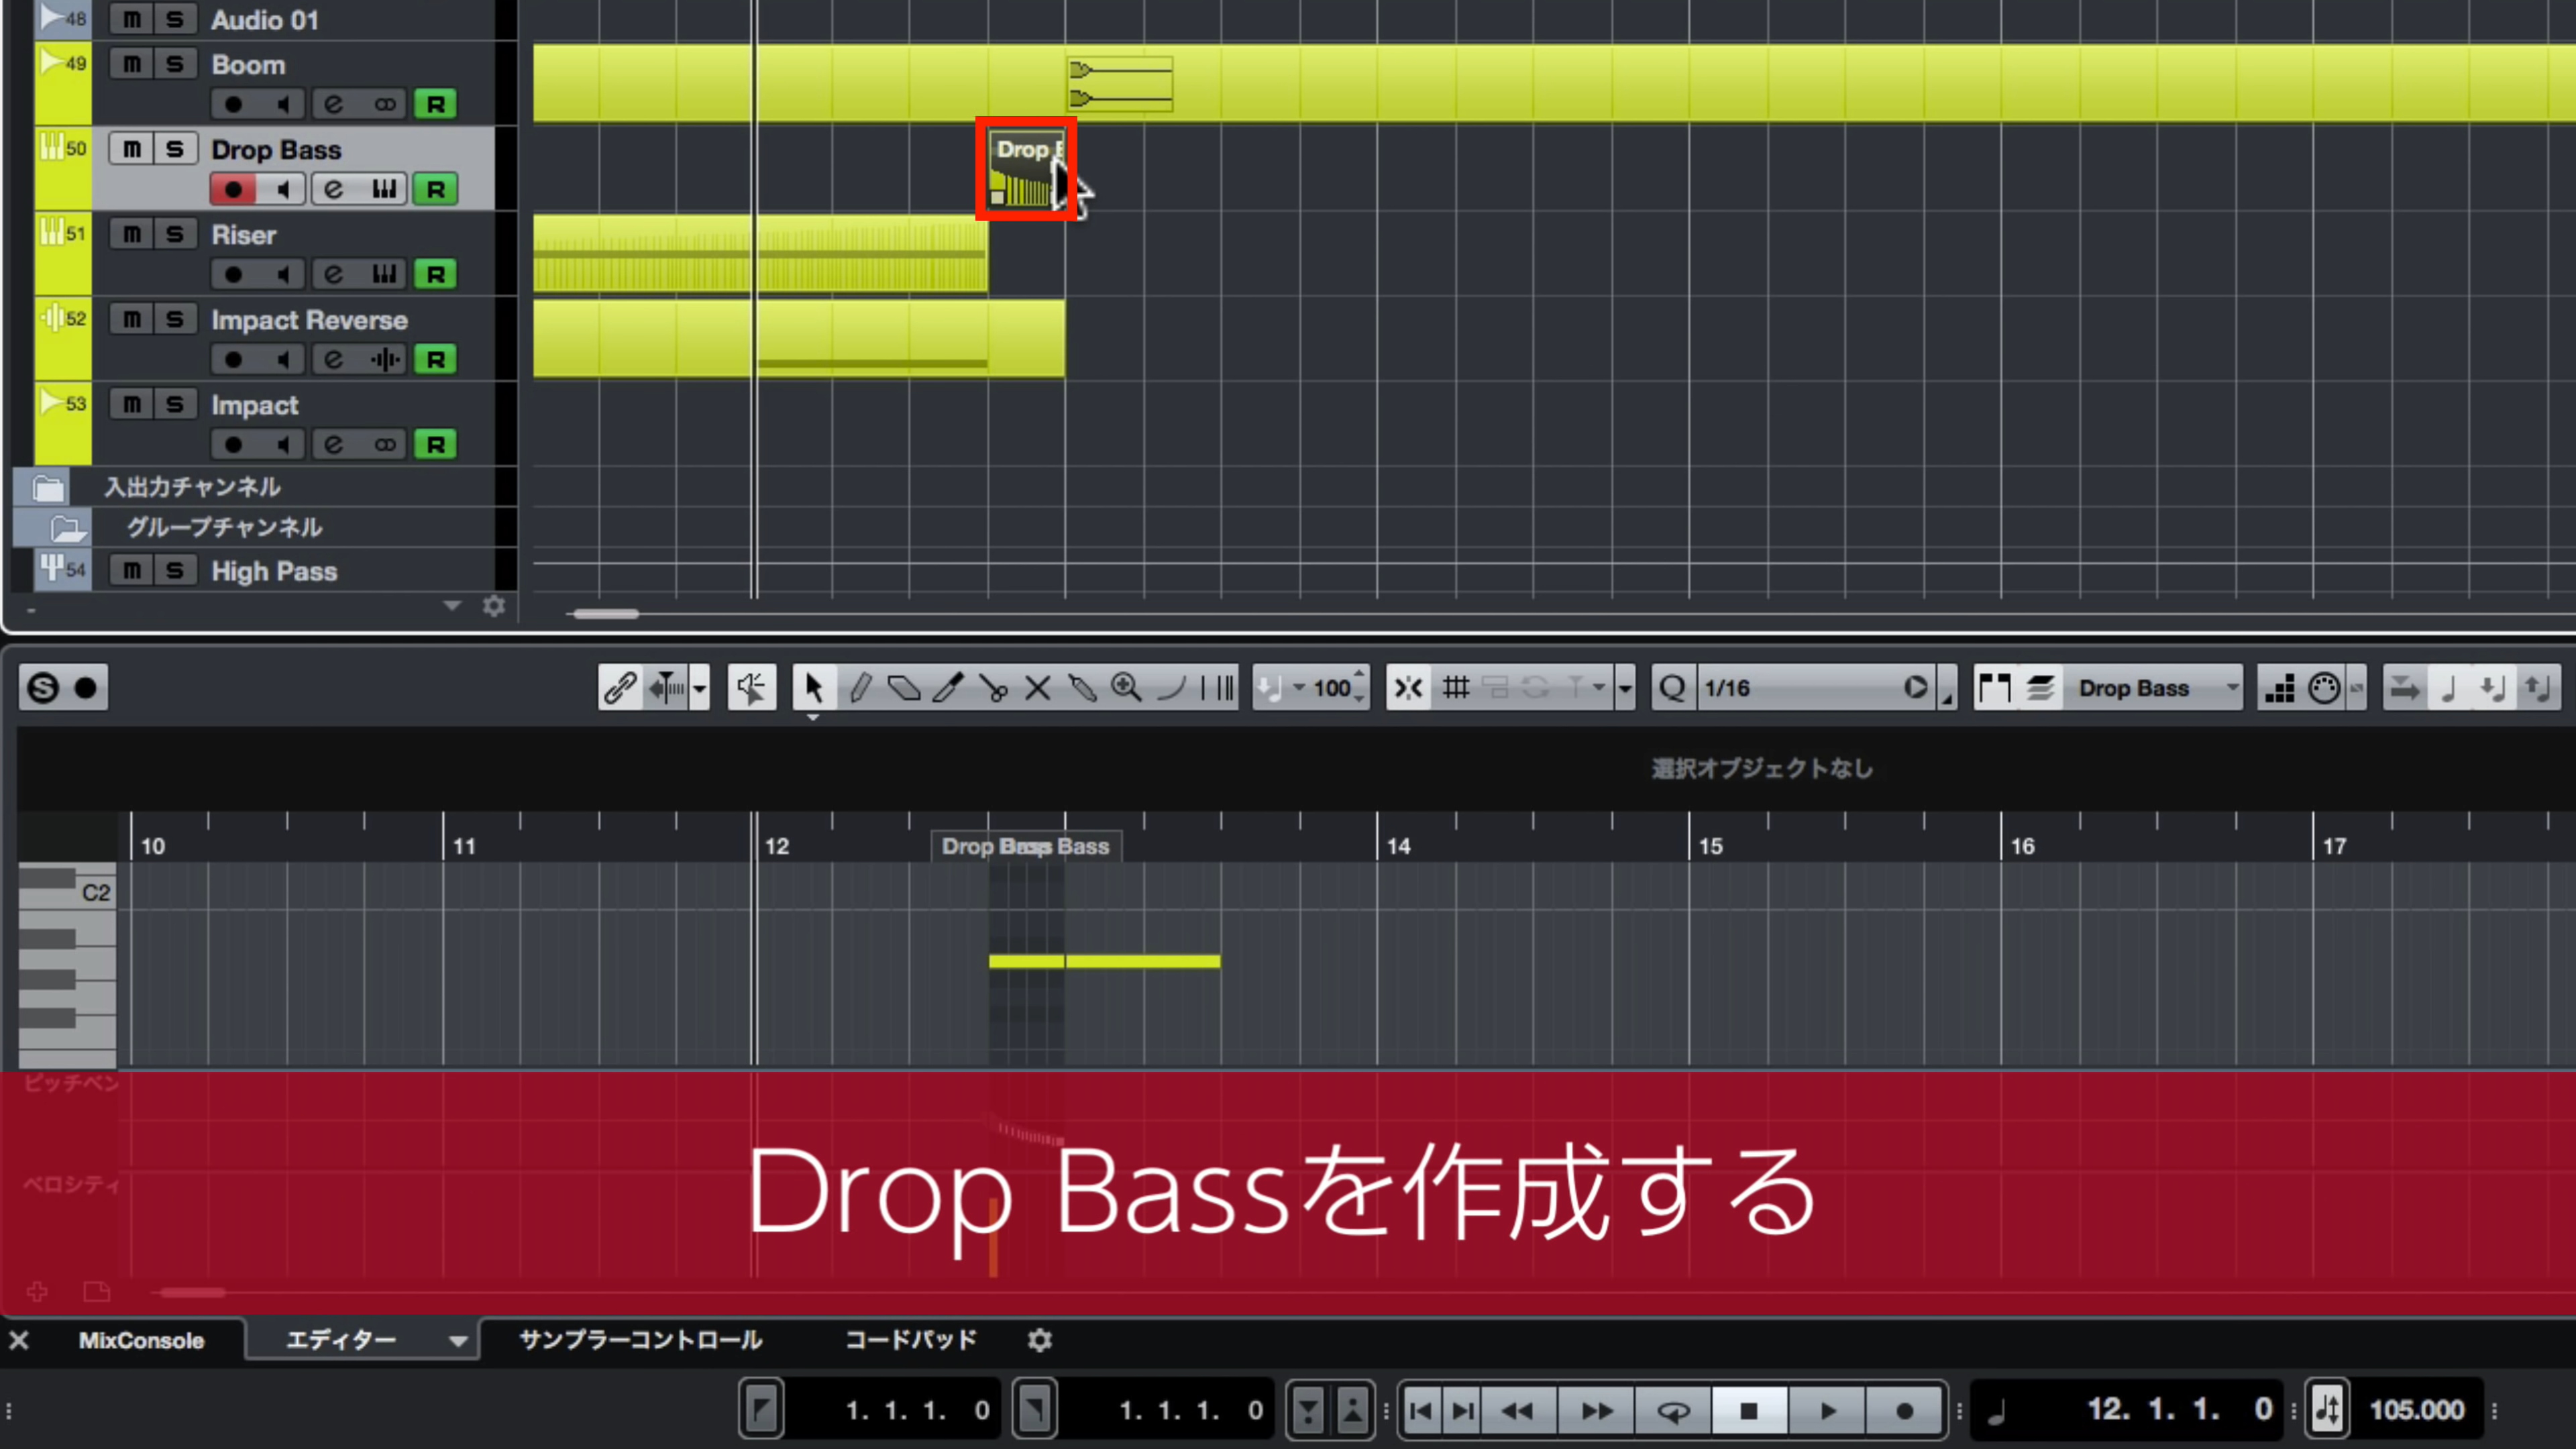 48 m S Audio 01
49 m S Boom
R
50 m S Drop Bass
R
Drop B
51 m S Riser
R
52 m S Impact Reverse
R
53 m S Impact
R
入出力チャンネル
グループチャンネル
54 m S High Pass
100
Q 1/16
Drop Bass
選択オブジェクトなし
10 11 12 14 15 16 17
Drop Bass
C2
ピッチベン
ベロシティ
Drop Bassを作成する
MixConsole エディター サンプラーコントロール コードパッド
1. 1. 1. 0
1. 1. 1. 0
12. 1. 1. 0
105.000